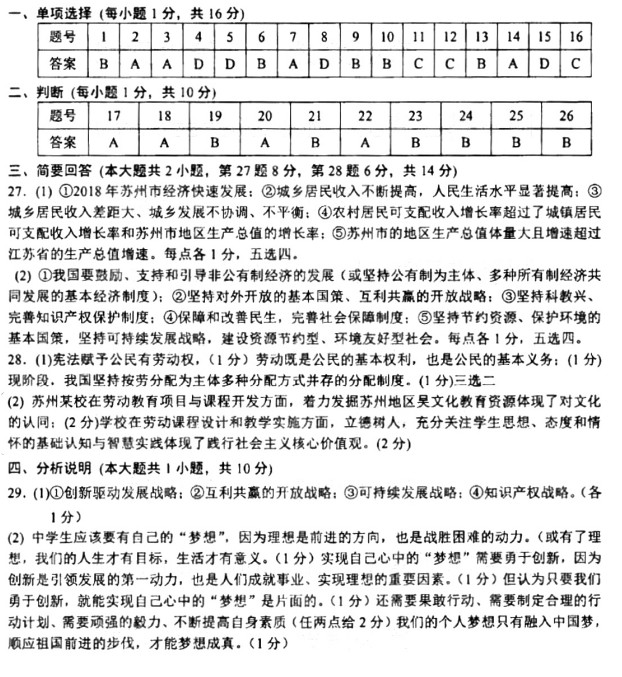 一、单项选择 (每小题 1 分，共 16 分)
题号 1 2 3 4 5 6 7 8 9 10 11 12 13 14 15 16
答案 B A A D D B A D B B C C B A D C
二、判断 (每小题 1 分，共 10 分)
题号 17 18 19 20 21 22 23 24 25 26
答案 A A B A B A B B B B
三、简要回答 (本大题共 2 小题，第 27 题 8 分，第 28 题 6 分，共 14 分)
27. (1) ①2018 年苏州市经济快速发展；②城乡居民收入不断提高，人民生活水平显著提高；③
城乡居民收入差距大、城乡发展不协调、不平衡；④农村居民可支配收入增长率超过了城镇居民
可支配收入增长率和苏州市地区生产总值的增长率；⑤苏州市的地区生产总值体量大且增速超过
江苏省的生产总值增速。每点各 1 分，五选四。
(2) ①我国要鼓励、支持和引导非公有制经济的发展（或坚持公有制为主体、多种所有制经济共
同发展的基本经济制度）；②坚持对外开放的基本国策、互利共赢的开放战略；③坚持科教兴、
完善知识产权保护制度；④保障和改善民生，完善社会保障制度；⑤坚持节约资源、保护环境的
基本国策，坚持可持续发展战略，建设资源节约型、环境友好型社会。每点各 1 分，五选四。
28. (1)宪法赋予公民有劳动权，（1 分）劳动既是公民的基本权利，也是公民的基本义务；(1 分)
现阶段，我国坚持按劳分配为主体多种分配方式并存的分配制度。(1 分)三选二
(2) 苏州某校在劳动教育项目与课程开发方面，着力发掘苏州地区吴文化教育资源体现了对文化
的认同；(2 分)学校在劳动课程设计和教学实施方面，立德树人，充分关注学生思想、态度和情
怀的基础认知与智慧实践体现了践行社会主义核心价值观。(2 分)
四、分析说明 (本大题共 1 小题，共 10 分)
29. (1)①创新驱动发展战略；②互利共赢的开放战略；③可持续发展战略；④知识产权战略。（各
1 分）
(2) 中学生应该要有自己的“梦想”，因为理想是前进的方向，也是战胜困难的动力。（或有了理
想，我们的人生才有目标，生活才有意义。（1 分）实现自己心中的“梦想”需要勇于创新，因为
创新是引领发展的第一动力，也是人们成就事业、实现理想的重要因素。（1 分）但认为只要我们
勇于创新，就能实现自己心中的“梦想”是片面的。（1 分）还需要果敢行动、需要制定合理的行
动计划、需要顽强的毅力、不断提高自身素质（任两点给 2 分）我们的个人梦想只有融入中国梦，
顺应祖国前进的步伐，才能梦想成真。（1 分）